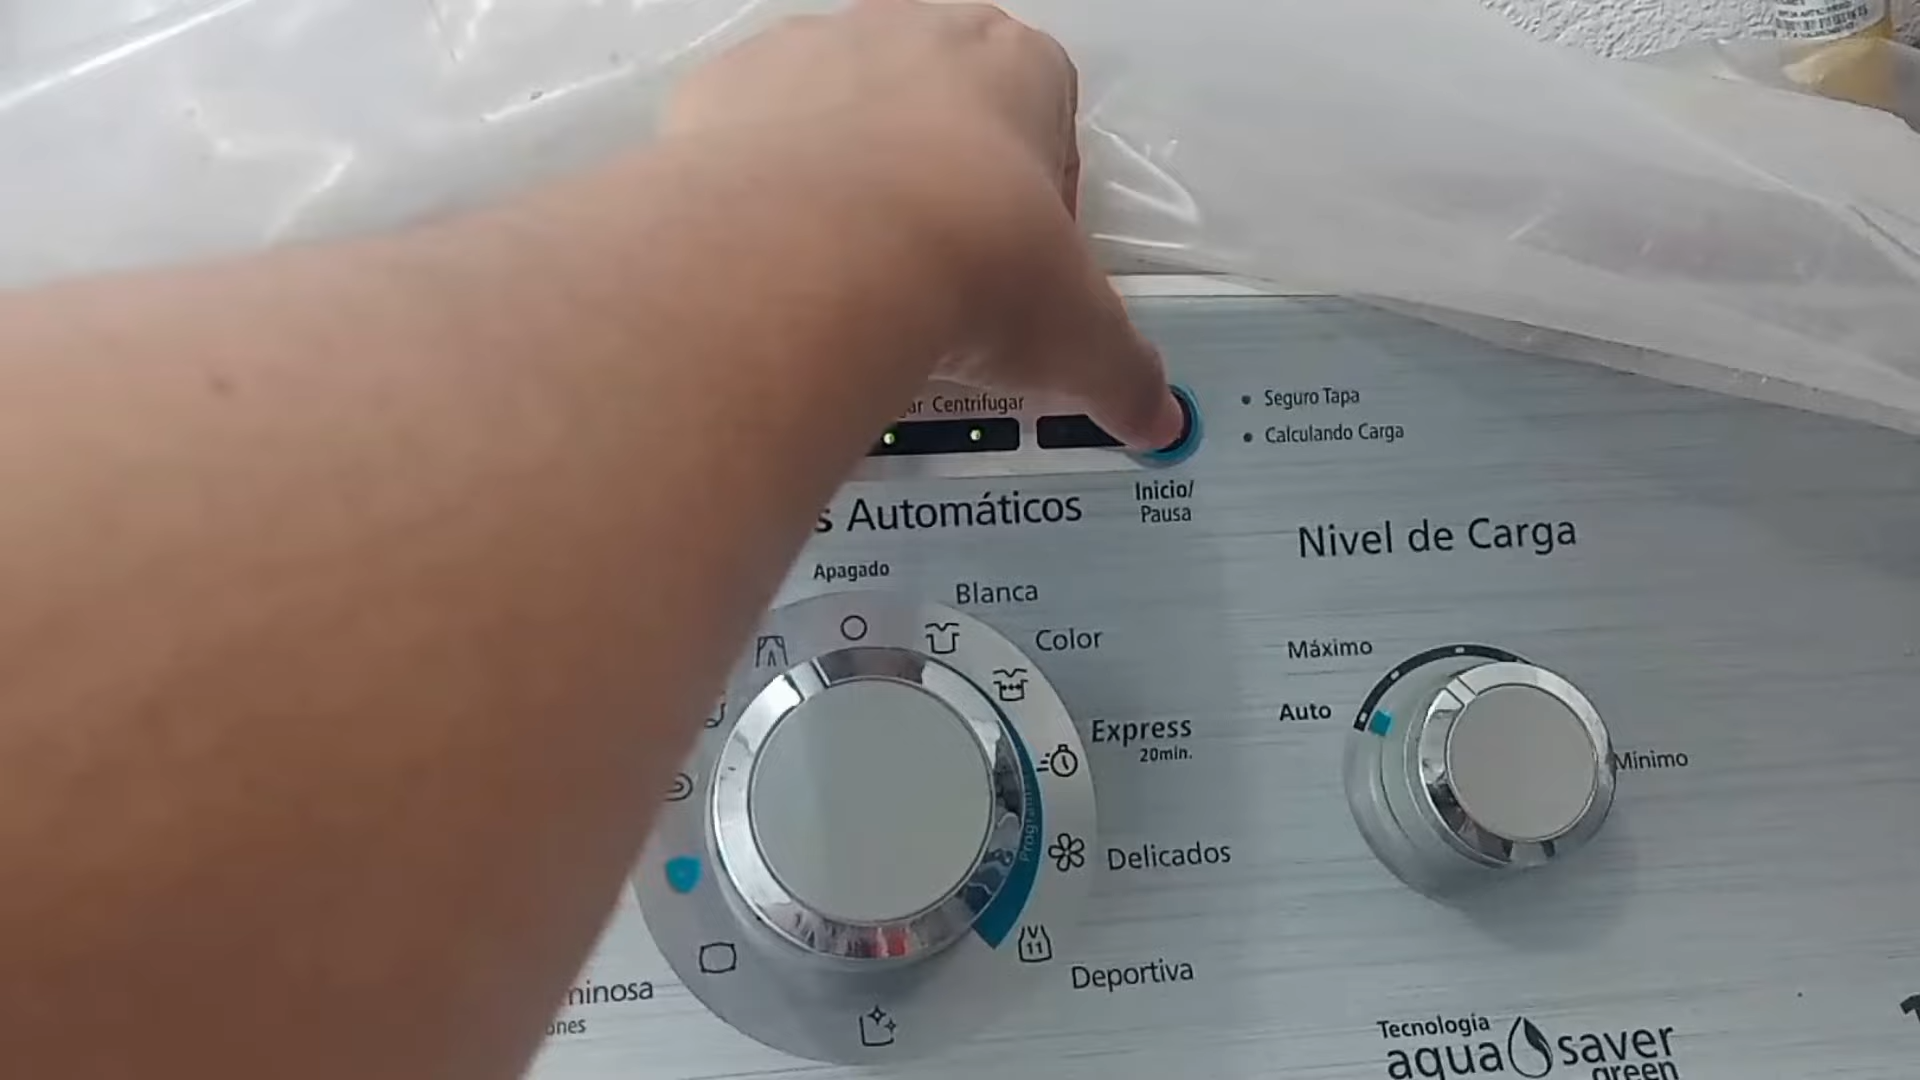 Centrifugar
Seguro Tapa
Calculando Carga
Automáticos
Inicio/
Pausa
Nivel de Carga
Apagado
Blanca
Color
Express
20min.
Delicados
11
Deportiva
Máximo
Auto
Mínimo
Tecnología
aqua saver
green